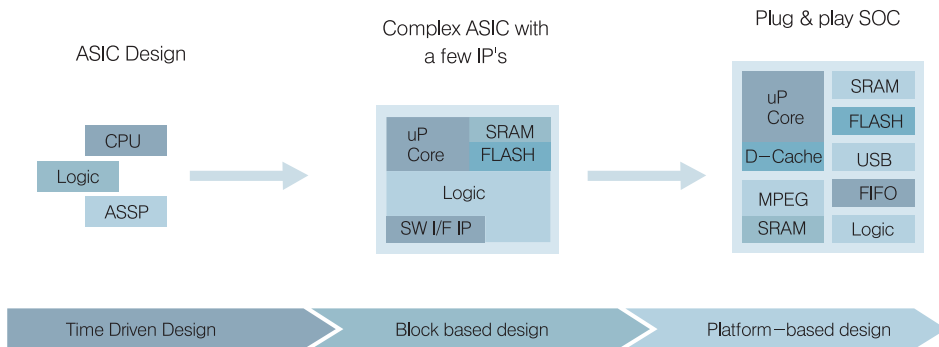 ASIC Design
CPU
Logic
ASSP
Complex ASIC with
a few IP's
uP
Core
SRAM
FLASH
Logic
SW I/F IP
Plug & play SOC
uP
Core
D-Cache
MPEG
SRAM
SRAM
FLASH
USB
FIFO
Logic
Time Driven Design
Block based design
Platform-based design